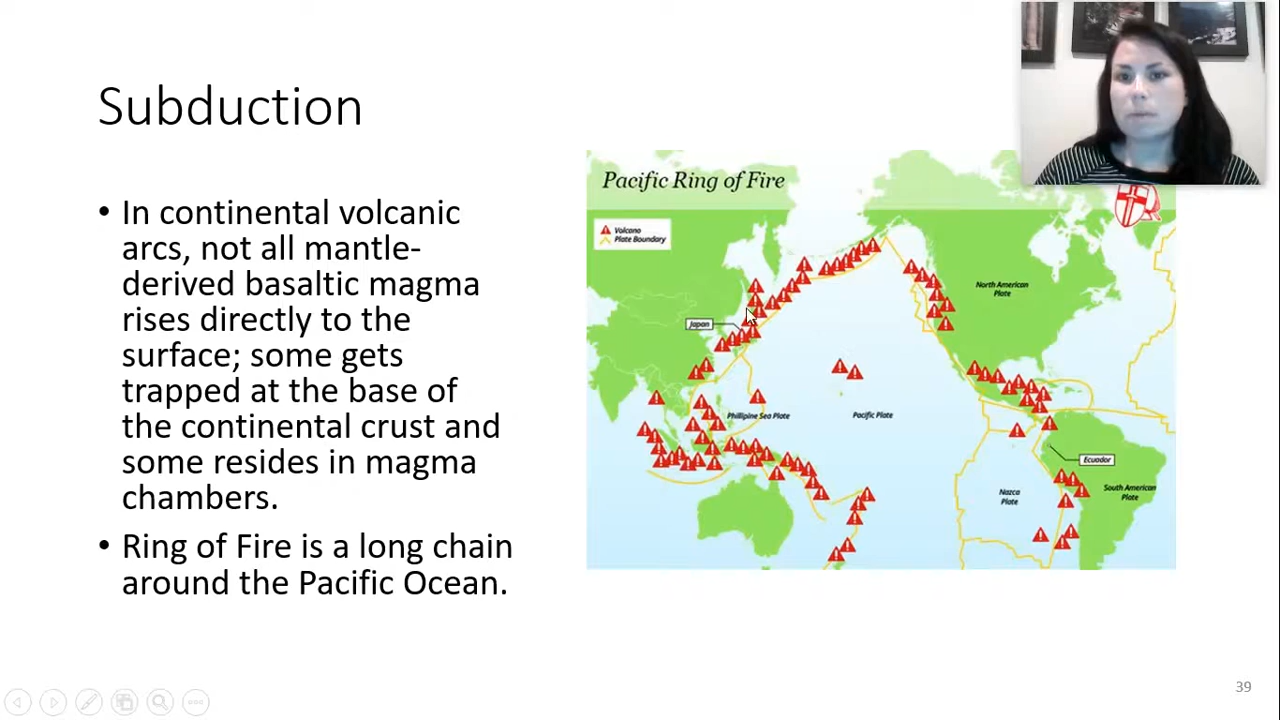 Subduction
• In continental volcanic
arcs, not all mantle-
derived basaltic magma
rises directly to the
surface; some gets
trapped at the base of
the continental crust and
some resides in magma
chambers.
• Ring of Fire is a long chain
around the Pacific Ocean.
Pacific Ring of Fire
Volcano
Plate Boundary
Japan
North American
Plate
Phillipine Sea Plate
Pacific Plate
Ecuador
Nazca
Plate
South American
Plate
39